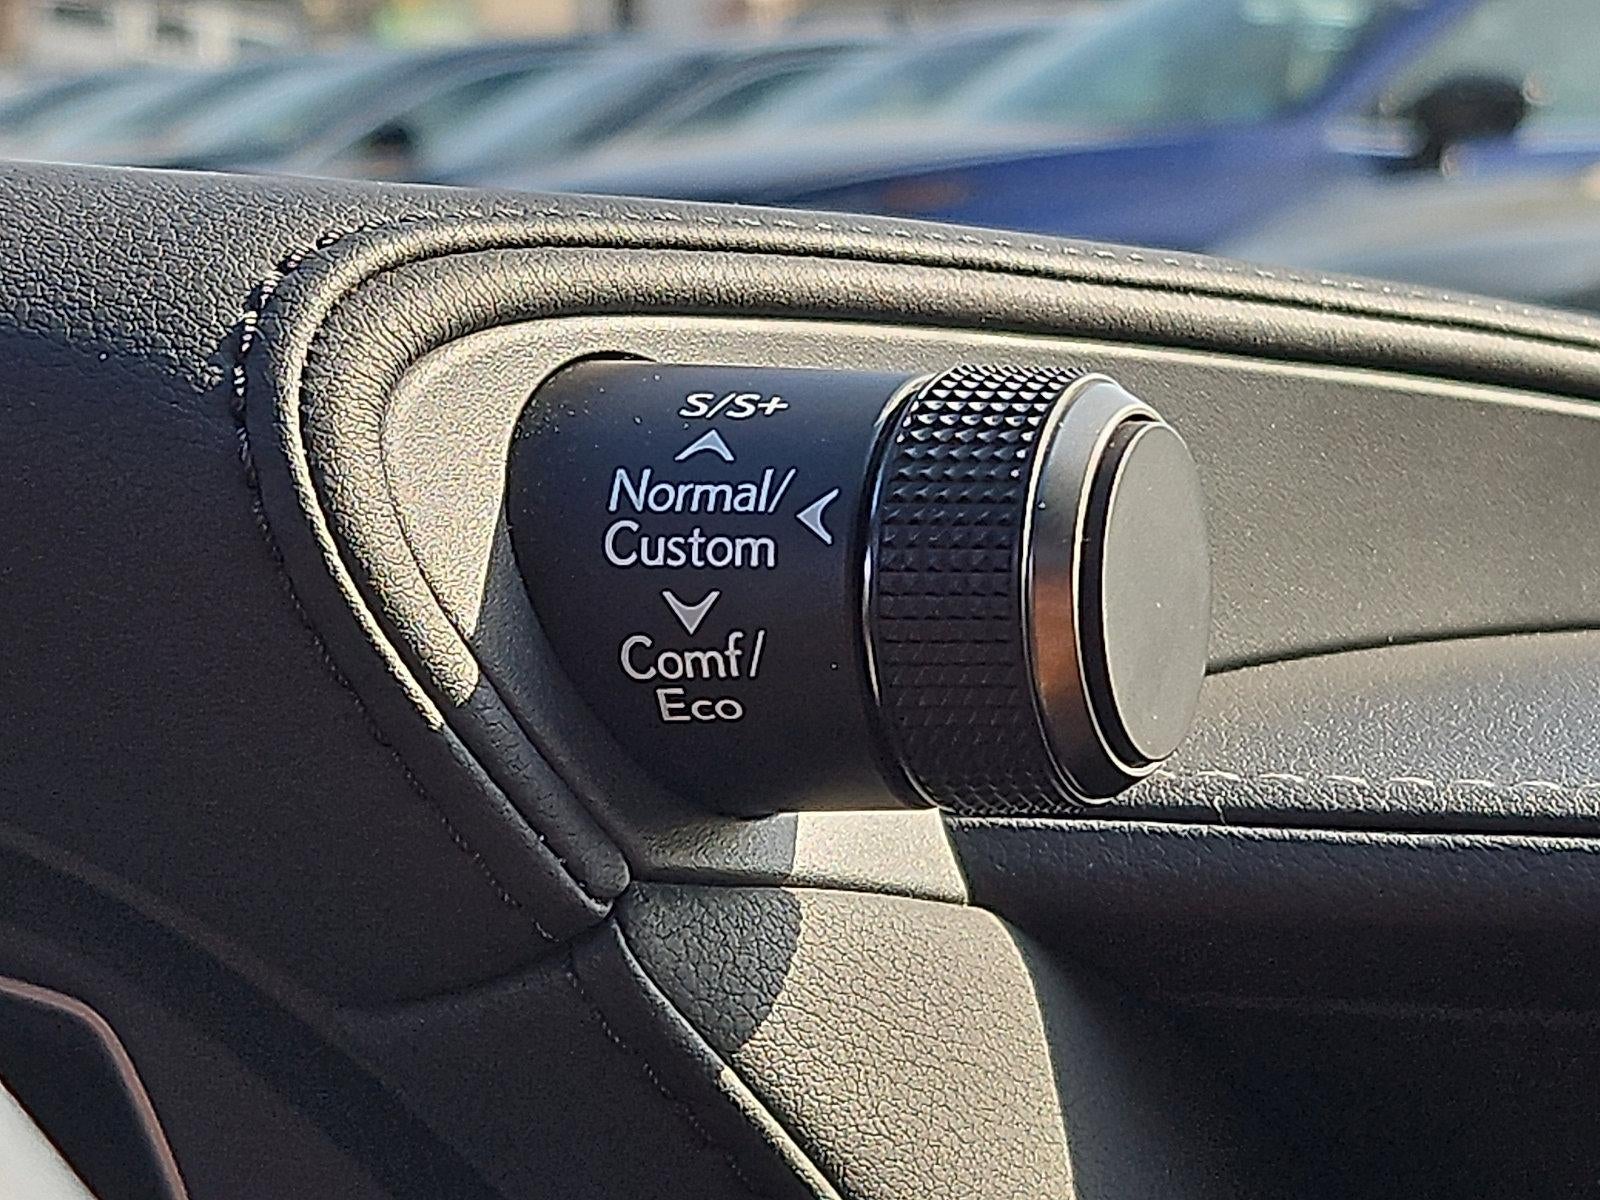 S/S+
Normal/
Custom
Comf/
Eco